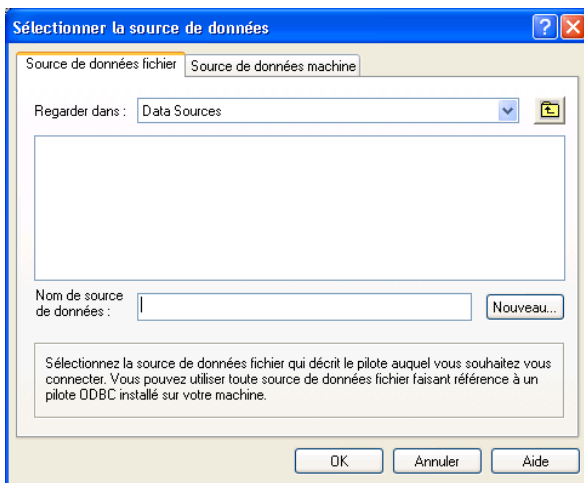 Sélectionner la source de données
Source de données fichier
Source de données machine
Regarder dans :
Data Sources
Nom de source
de données :
Nouveau...
Sélectionnez la source de données fichier qui décrit le pilote auquel vous souhaitez vous
connecter. Vous pouvez utiliser toute source de données fichier faisant référence à un
pilote ODBC installé sur votre machine.
OK
Annuler
Aide